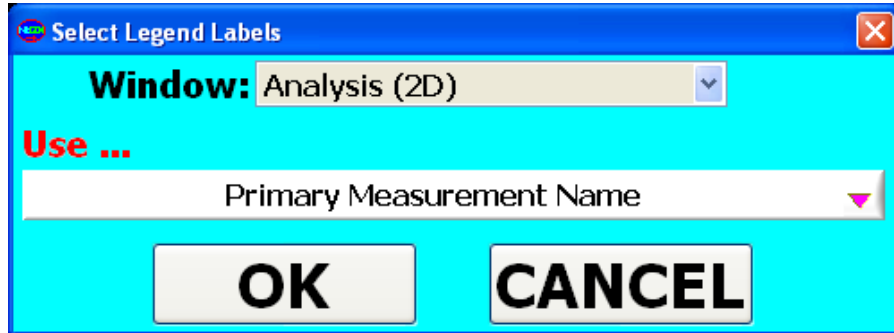 Select Legend Labels
Window: Analysis (2D)
Use ...
Primary Measurement Name
OK CANCEL